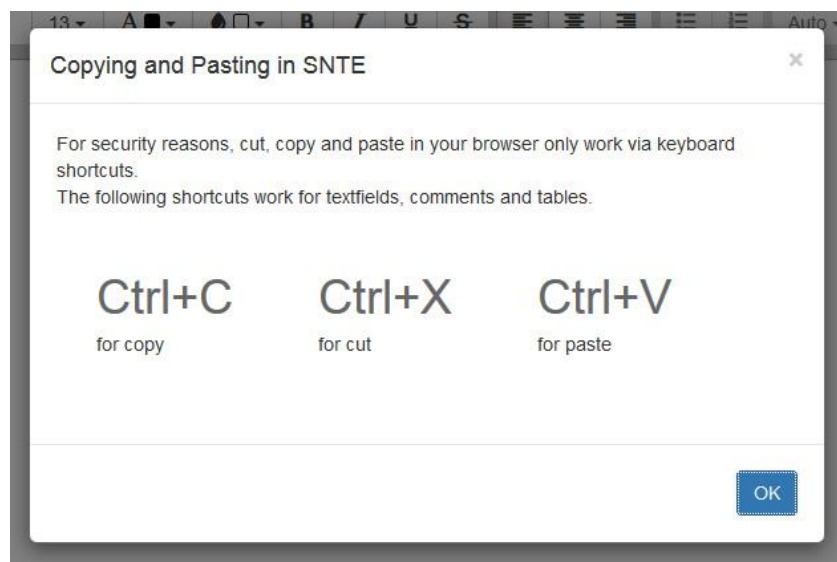 13 A B I U S Auto
Copying and Pasting in SNTE
×
For security reasons, cut, copy and paste in your browser only work via keyboard
shortcuts.
The following shortcuts work for textfields, comments and tables.
Ctrl+C Ctrl+X Ctrl+V
for copy for cut for paste
OK